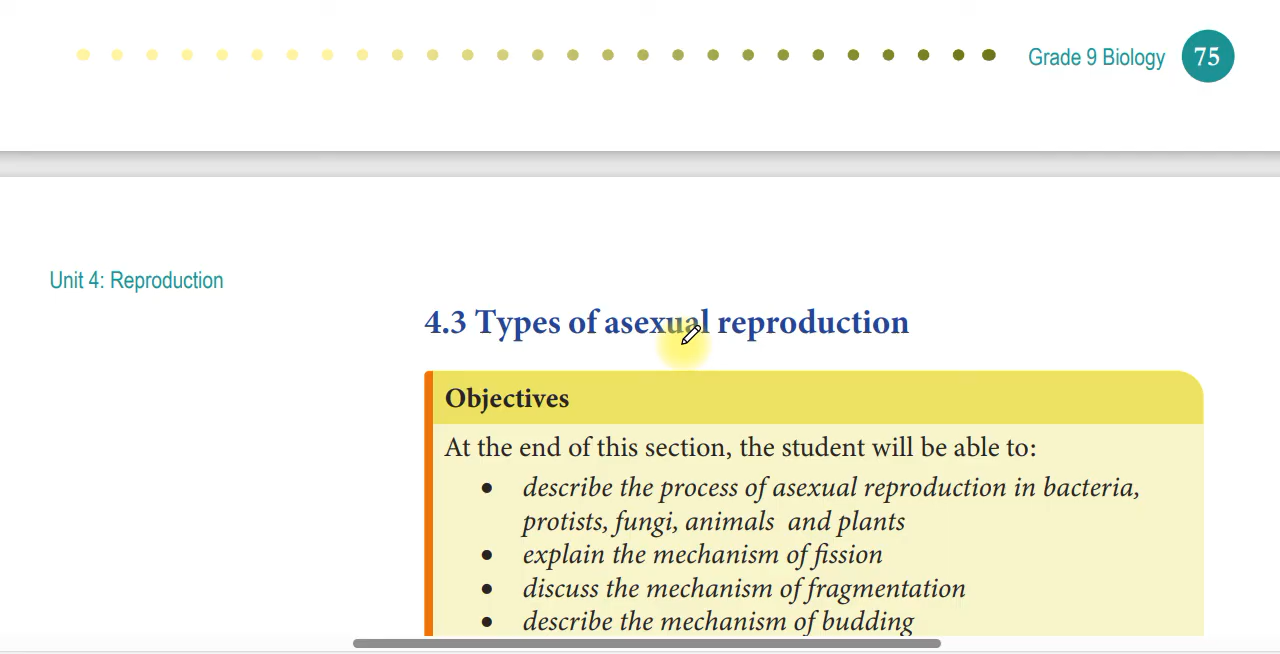 Grade 9 Biology 75
Unit 4: Reproduction
4.3 Types of asexual reproduction
Objectives
At the end of this section, the student will be able to:
• describe the process of asexual reproduction in bacteria,
protists, fungi, animals and plants
• explain the mechanism of fission
• discuss the mechanism of fragmentation
• describe the mechanism of budding